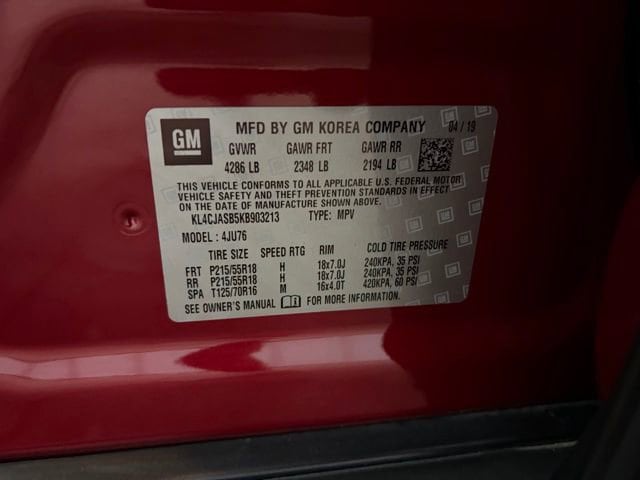 GM
MFD BY GM KOREA COMPANY 04/19
GVWR GAWR FRT GAWR RR
4286 LB 2348 LB 2194 LB
THIS VEHICLE CONFORMS TO ALL APPLICABLE U.S. FEDERAL MOTOR
VEHICLE SAFETY AND THEFT PREVENTION STANDARDS IN EFFECT
ON THE DATE OF MANUFACTURE SHOWN ABOVE.
KL4CJASB5KB903213 TYPE: MPV
MODEL: 4JU76
TIRE SIZE SPEED RTG RIM COLD TIRE PRESSURE
FRT P215/55R18 H 18x7.0J 240KPA, 35 PSI
RR P215/55R18 H 18x7.0J 240KPA, 35 PSI
SPA T125/70R16 M 16x4.0T 420KPA, 60 PSI
SEE OWNER'S MANUAL FOR MORE INFORMATION.